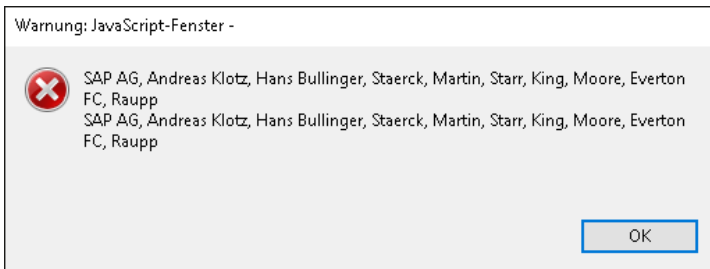 Warnung: JavaScript-Fenster -
SAP AG, Andreas Klotz, Hans Bullinger, Staerck, Martin, Starr, King, Moore, Everton
FC, Raupp
SAP AG, Andreas Klotz, Hans Bullinger, Staerck, Martin, Starr, King, Moore, Everton
FC, Raupp
OK